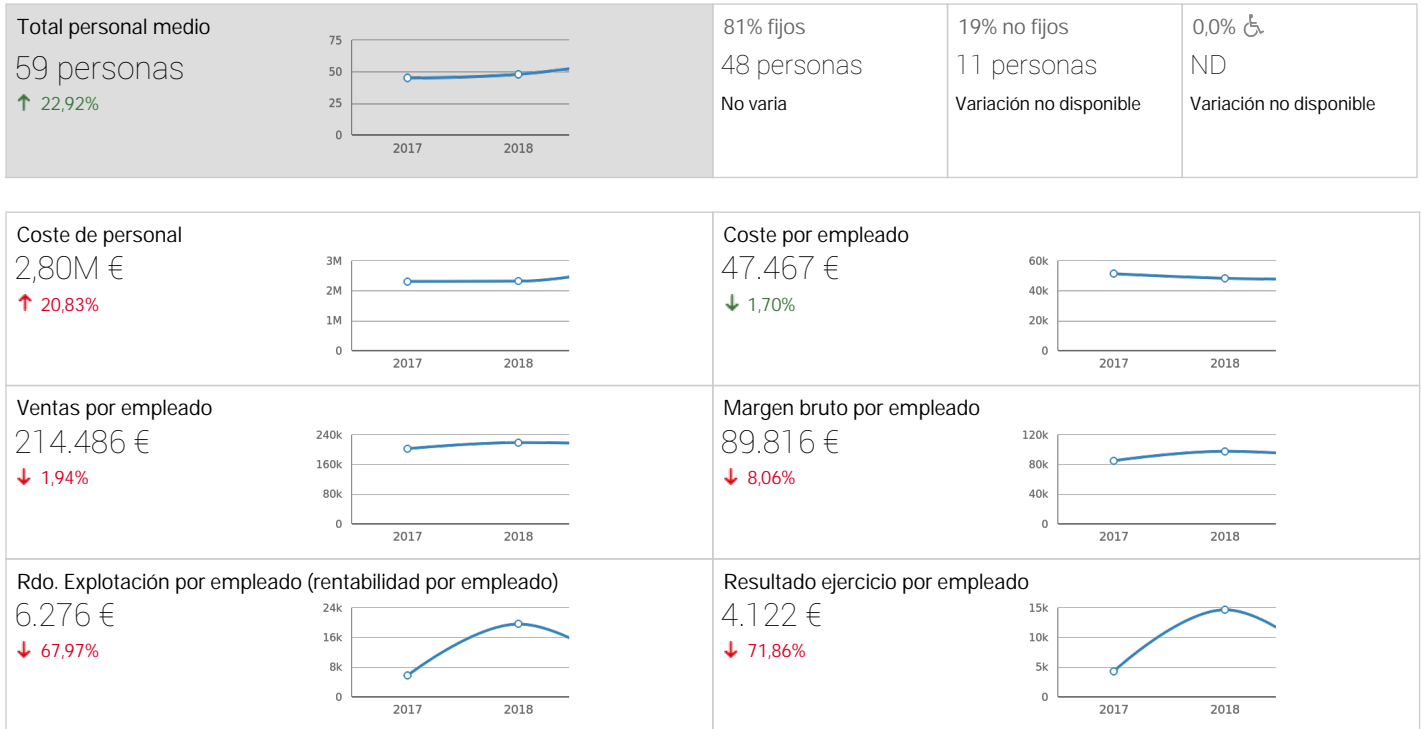 Total personal medio
59 personas
↑ 22,92%
75
50
25
0
2017 2018
81% fijos
48 personas
No varia
19% no fijos
11 personas
Variación no disponible
0,0%
ND
Variación no disponible
Coste de personal
2,80M €
↑ 20,83%
3M
2M
1M
0
2017 2018
Coste por empleado
47.467 €
↓ 1,70%
60k
40k
20k
0
2017 2018
Ventas por empleado
214.486 €
↓ 1,94%
240k
160k
80k
0
2017 2018
Margen bruto por empleado
89.816 €
↓ 8,06%
120k
80k
40k
0
2017 2018
Rdo. Explotación por empleado (rentabilidad por empleado)
6.276 €
↓ 67,97%
24k
16k
8k
0
2017 2018
Resultado ejercicio por empleado
4.122 €
↓ 71,86%
15k
10k
5k
0
2017 2018